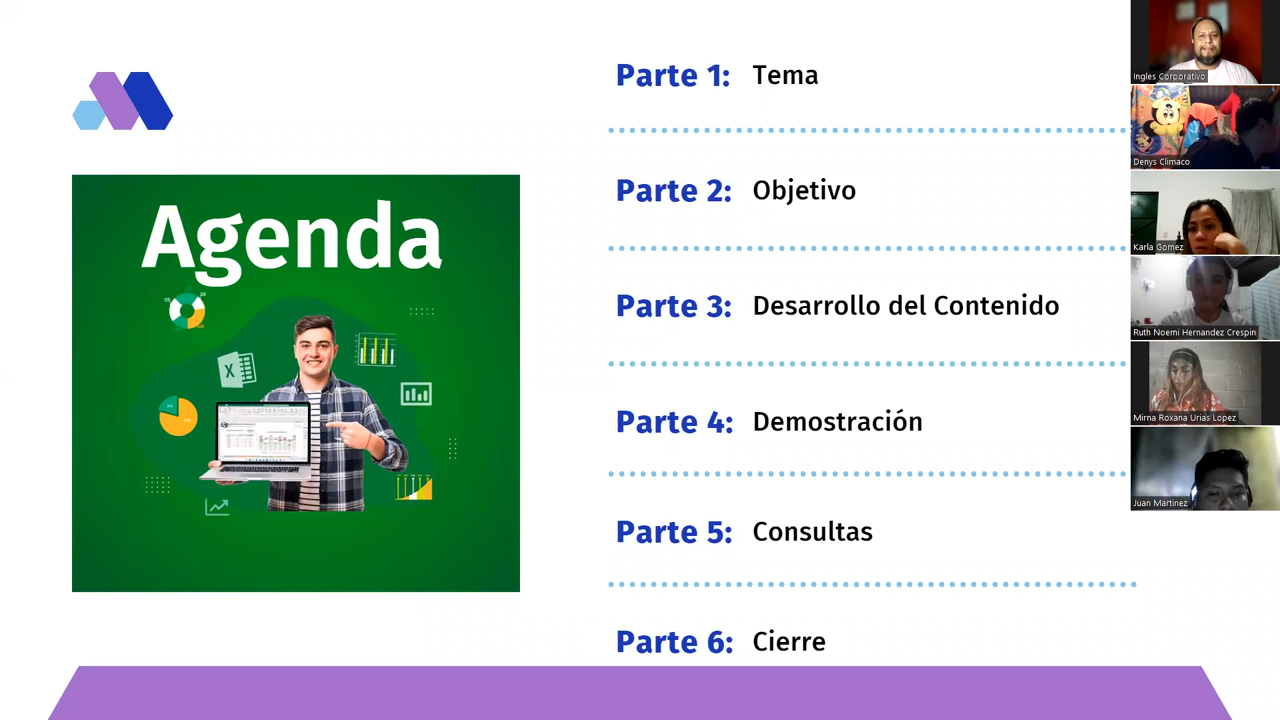 Agenda
Parte 1: Tema
Parte 2: Objetivo
Parte 3: Desarrollo del Contenido
Parte 4: Demostración
Parte 5: Consultas
Parte 6: Cierre
Ingles Corporativo
Denys Climaco
Karla Gomez
Ruth Noemi Hernandez Crespin
Mirna Roxana Urias Lopez
Juan Martinez